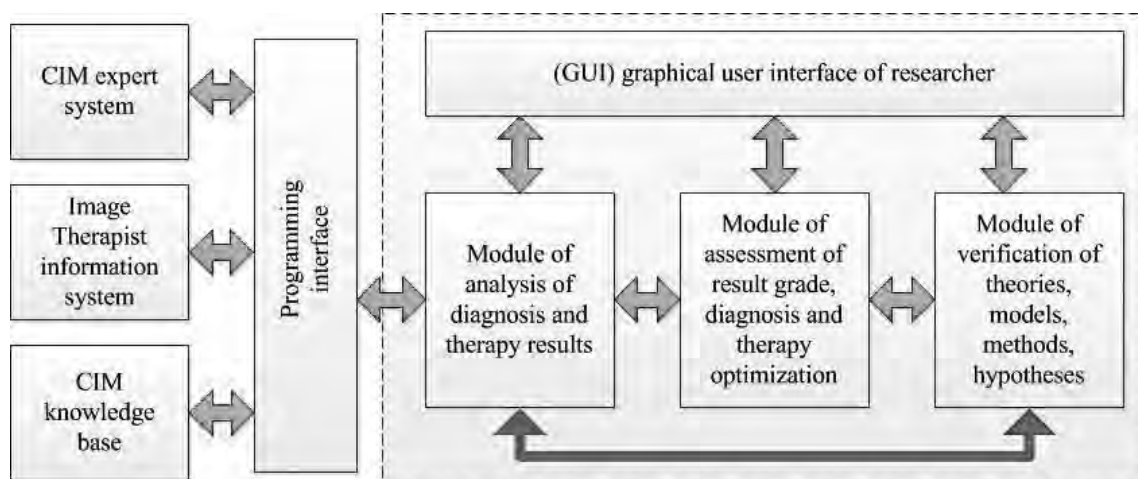 CIM expert
system
Image
Therapist
information
system
CIM
knowledge
base
Programming
interface
(GUI) graphical user interface of researcher
Module of
analysis of
diagnosis and
therapy results
Module of
assessment of
result grade,
diagnosis and
therapy
optimization
Module of
verification of
theories,
models,
methods,
hypotheses